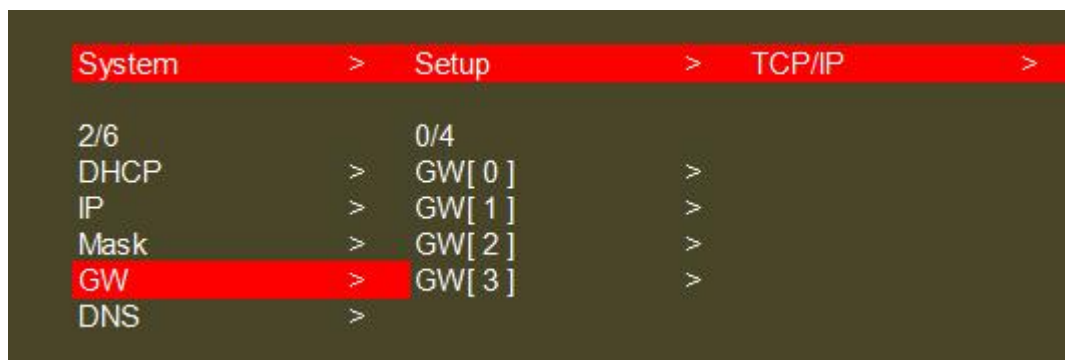 System > Setup > TCP/IP >
2/6 0/4
DHCP > GW[ 0 ] >
IP > GW[ 1 ] >
Mask > GW[ 2 ] >
GW > GW[ 3 ] >
DNS >